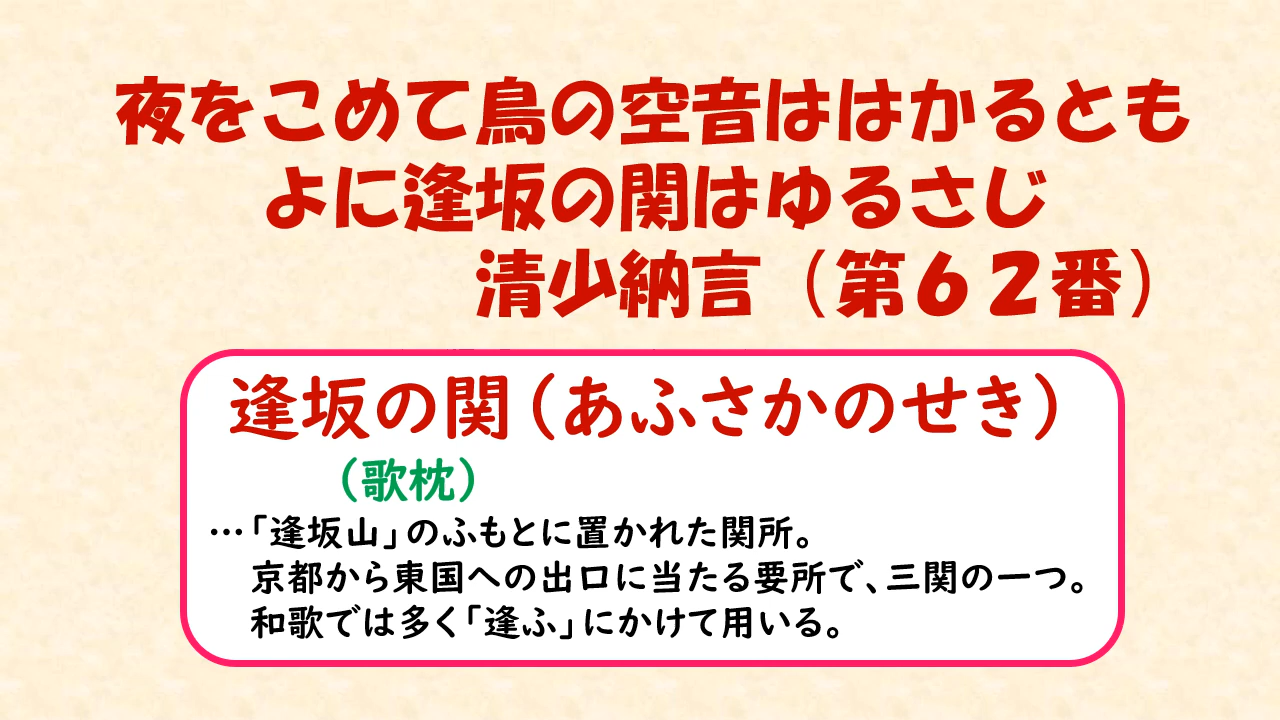 夜をこめて鳥の空音ははかるとも
よに逢坂の関はゆるさじ
清少納言（第６２番）
逢坂の関（あふさかのせき）
（歌枕）
…「逢坂山」のふもとに置かれた関所。
京都から東国への出口に当たる要所で、三関の一つ。
和歌では多く「逢ふ」にかけて用いる。